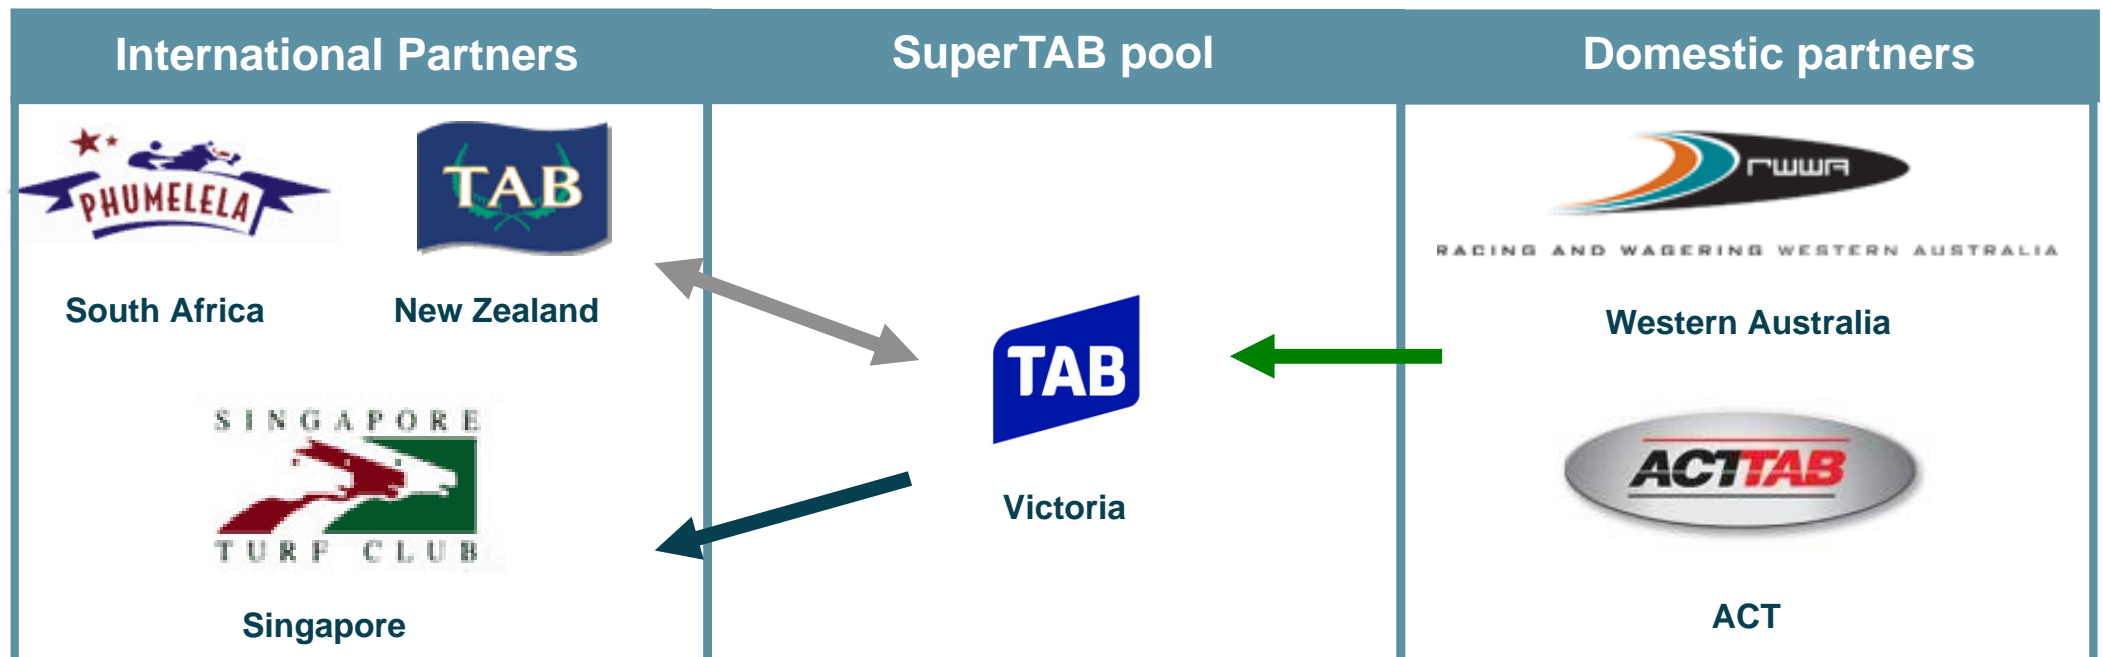 International Partners
SuperTAB pool
Domestic partners
PHUMELELA
TAB
South Africa
New Zealand
SINGAPORE
TURF CLUB
Singapore
TAB
Victoria
rwwa
RACING AND WAGERING WESTERN AUSTRALIA
Western Australia
ACTTAB
ACT